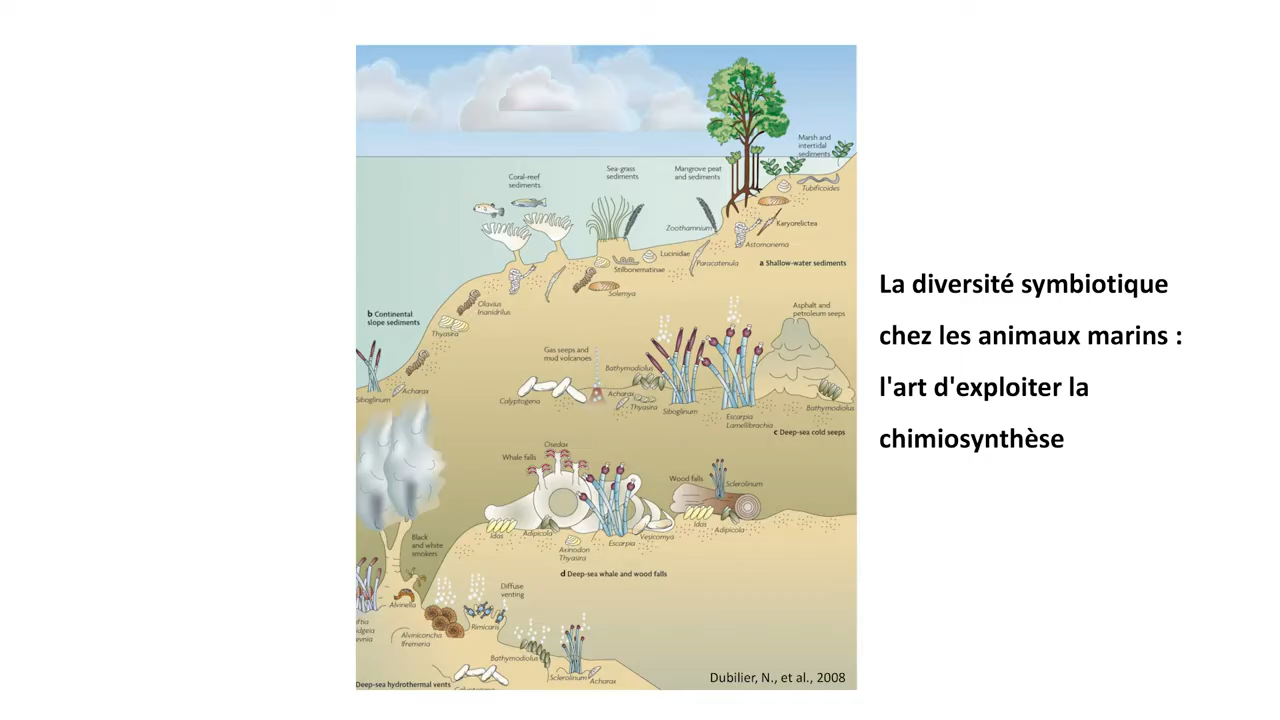 Marsh and
intertidal
sediments
Tubificoides
Coral-reef
sediments
Sea-grass
sediments
Mangrove peat
and sediments
Zoothamnium
Karyorelictea
Astomonema
Lucinidae
Paracatenula
a Shallow-water sediments
Stilbonematinae
Solemya
Olavius
Inanidrilus
b Continental
slope sediments
Thyasira
Acharax
Siboglinum
Asphalt and
petroleum seeps
Gas seeps and
mud volcanoes
Bathymodiolus
Calyptogena
Acharax
Thyasira
Siboglinum
Escarpia
Lamellibrachia
Bathymodiolus
c Deep-sea cold seeps
Osedax
Whale falls
Wood falls
Sclerolinum
Idas
Adipicola
Axinodon
Thyasira
Escarpia
Vesicomya
Idas
Adipicola
d Deep-sea whale and wood falls
Black
and white
smokers
Alvinella
Diffuse
venting
Rimicaris
Alviniconcha
Ifremeria
Bathymodiolus
Sclerolinum
Acharax
Deep-sea hydrothermal vents
Calyptogena
Dubilier, N., et al., 2008
La diversité symbiotique
chez les animaux marins :
l'art d'exploiter la
chimiosynthèse